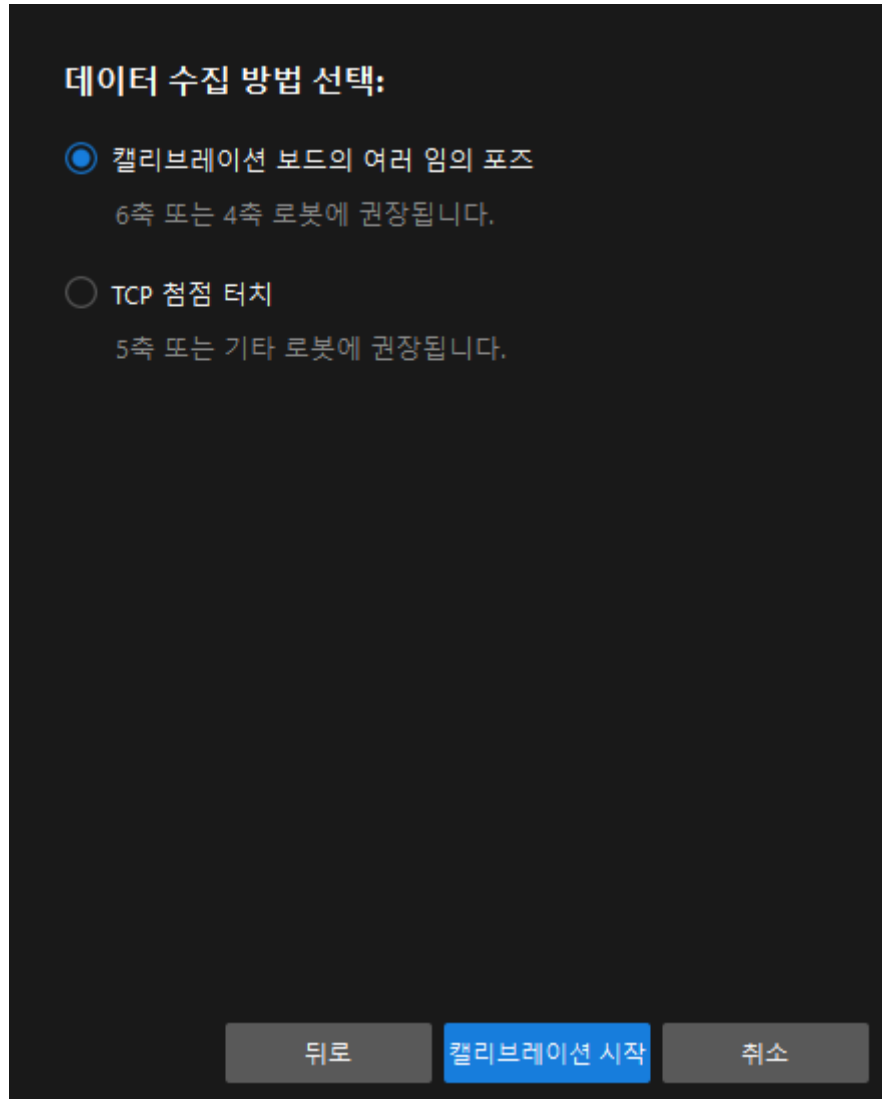 데이터 수집 방법 선택:
캘리브레이션 보드의 여러 임의 포즈
6축 또는 4축 로봇에 권장됩니다.
TCP 첨점 터치
5축 또는 기타 로봇에 권장됩니다.
뒤로 캘리브레이션 시작 취소